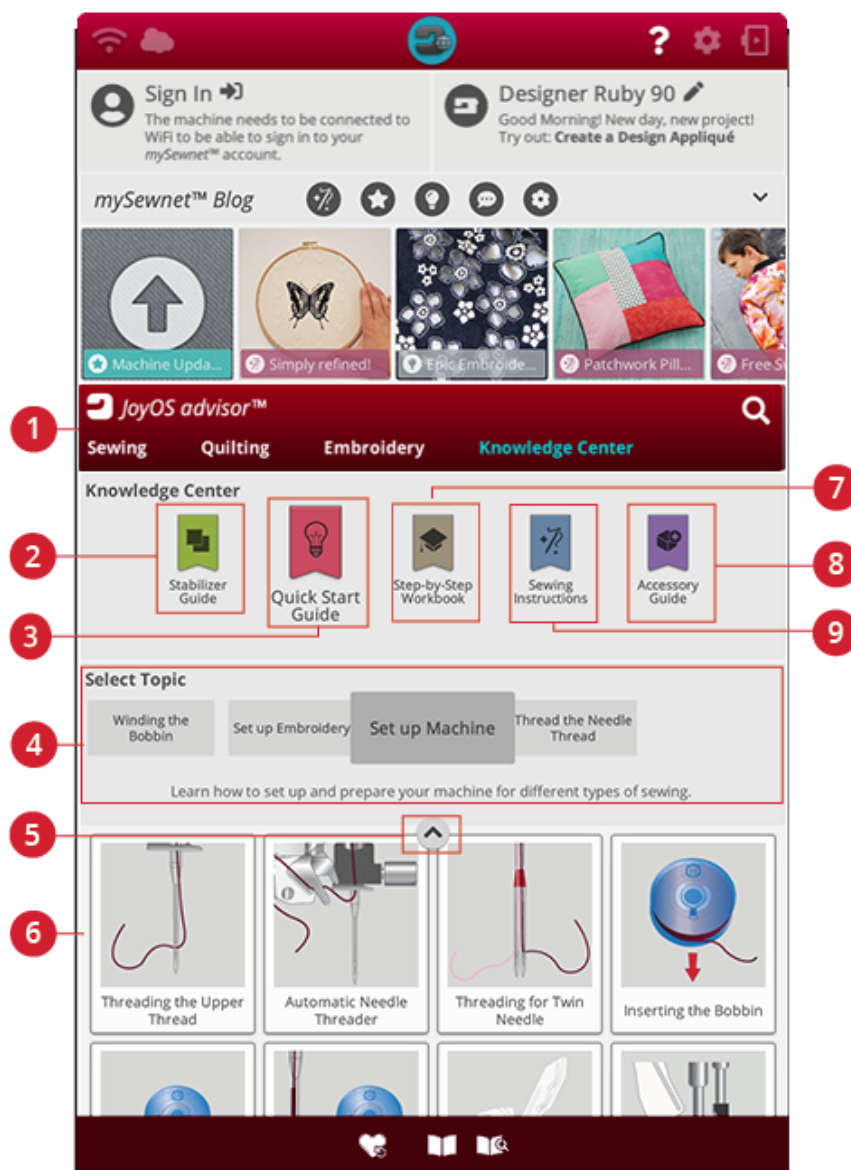 ?
Sign In
The machine needs to be connected to
WiFi to be able to sign in to your
mySewnet™ account.
Designer Ruby 90
Good Morning! New day, new project!
Try out: Create a Design Appliqué
mySewnet™ Blog
Machine Upda...
Simply refined!
Epic Embroide...
Patchwork Pill...
Free S
1
JoyOS advisor™
Sewing Quilting Embroidery Knowledge Center
Knowledge Center
7
2
Stabilizer
Guide
3
Quick Start
Guide
Step-by-Step
Workbook
Sewing
Instructions
Accessory
Guide
8
9
Select Topic
4
Winding the
Bobbin
Set up Embroidery
Set up Machine
Thread the Needle
Thread
Learn how to set up and prepare your machine for different types of sewing.
5
6
Threading the Upper
Thread
Automatic Needle
Threader
Threading for Twin
Needle
Inserting the Bobbin